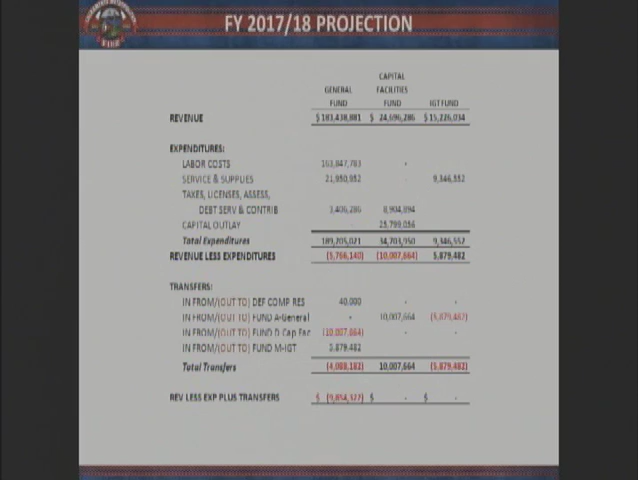 FY 2017/18 PROJECTION
CAPITAL
GENERAL FACILITIES
FUND FUND IGT FUND
REVENUE $ 183,438,881 $ 24,696,286 $ 15,226,034
EXPENDITURES:
LABOR COSTS 163,847,783 -
SERVICE & SUPPLIES 21,950,952 9,346,552
TAXES, LICENSES, ASSESS,
DEBT SERV & CONTRIB 3,406,286 8,904,894
CAPITAL OUTLAY 25,799,056
Total Expenditures 189,205,021 34,703,950 9,346,552
REVENUE LESS EXPENDITURES (5,766,140) (10,007,664) 5,879,482
TRANSFERS:
IN FROM/(OUT TO) DEF COMP RES 40,000 - -
IN FROM/(OUT TO) FUND A-General - 10,007,664 (5,879,482)
IN FROM/(OUT TO) FUND D Cap Fac (10,007,664) - -
IN FROM/(OUT TO) FUND M-IGT 5,879,482
Total Transfers (4,088,182) 10,007,664 (5,879,482)
REV LESS EXP PLUS TRANSFERS $ (9,854,322) $ - $ -